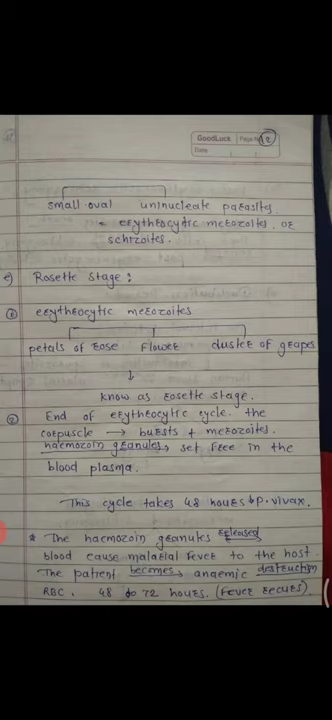 GoodLuck Page No. 12
Date
small oval uninucleate parasites
erythrocytic merozoites or
schizoites.
e) Rosette stage:
① erythrocytic merozoites
petals of rose flower cluster of grapes
↓
known as rosette stage.
② End of erythrocytic cycle. the
corpuscle → bursts + merozoites.
haemozoin granules → set free in the
blood plasma.
This cycle takes 48 hours P.vivax.
* The haemozoin granules released
blood cause malarial fever to the host.
The patient becomes → anaemic destruction
RBC. 48 to 72 hours. (Fever occurs).